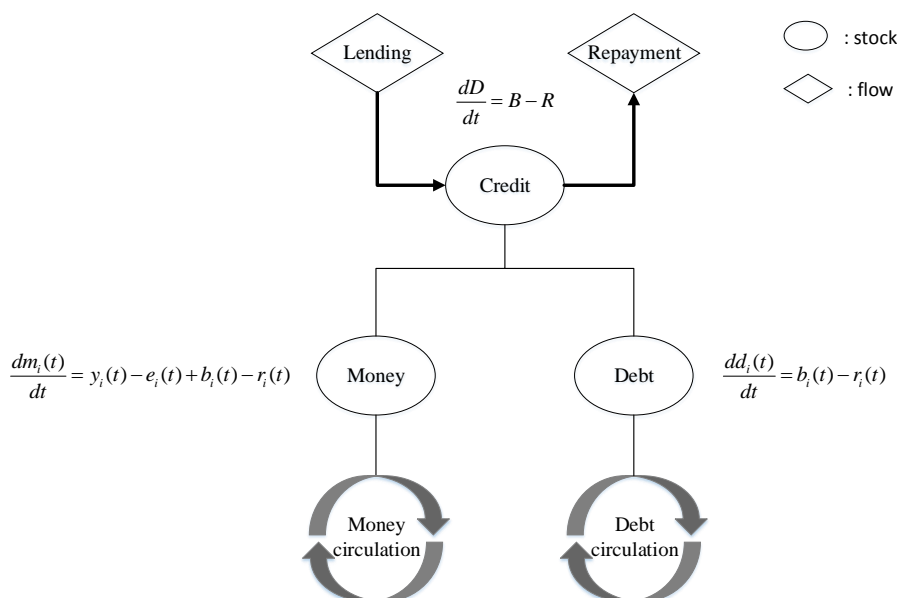 Lending
Repayment
: stock
: flow
dD/dt = B − R
Credit
dm_i(t)/dt = y_i(t) − e_i(t) + b_i(t) − r_i(t)
Money
Debt
dd_i(t)/dt = b_i(t) − r_i(t)
Money
circulation
Debt
circulation